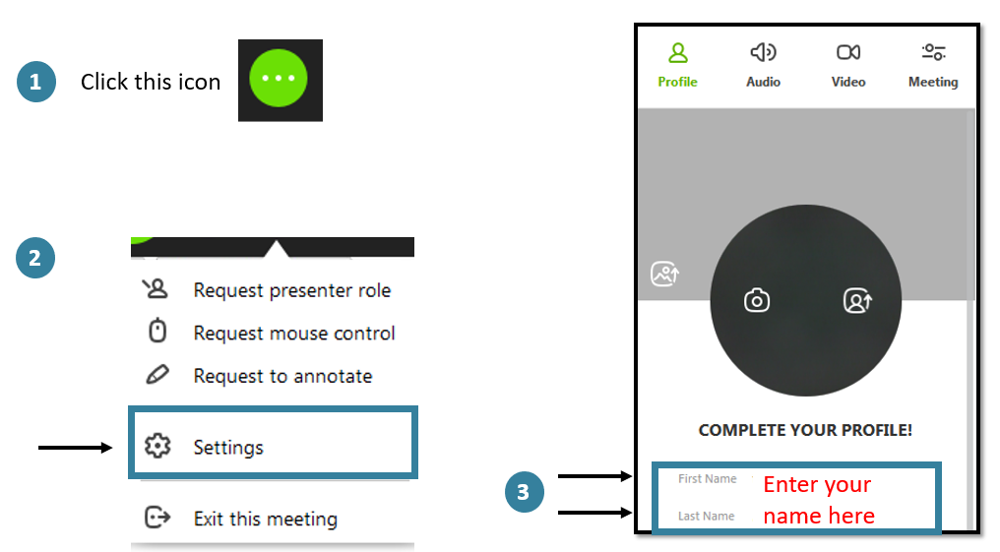 1 Click this icon
2
Request presenter role
Request mouse control
Request to annotate
Settings
Exit this meeting
Profile Audio Video Meeting
COMPLETE YOUR PROFILE!
3
First Name Enter your
Last Name name here